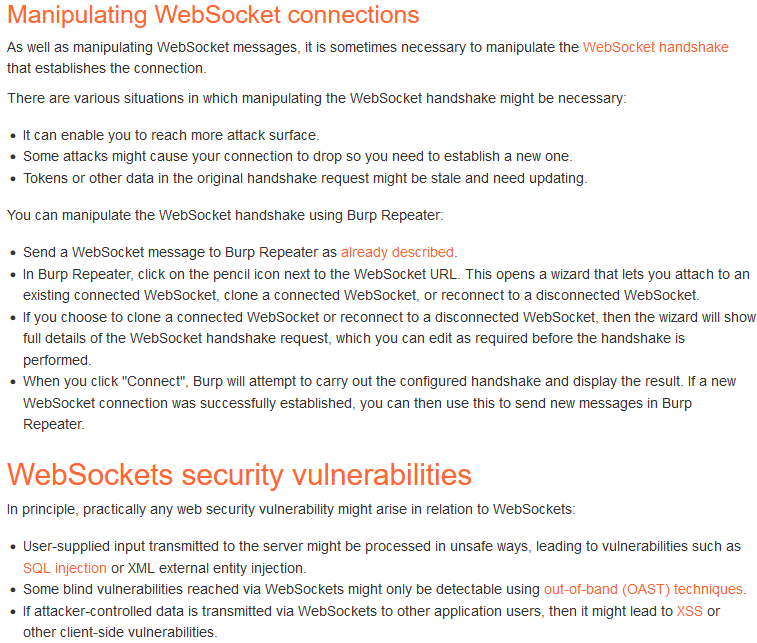 Manipulating WebSocket connections
As well as manipulating WebSocket messages, it is sometimes necessary to manipulate the WebSocket handshake
that establishes the connection.
There are various situations in which manipulating the WebSocket handshake might be necessary:
• It can enable you to reach more attack surface.
• Some attacks might cause your connection to drop so you need to establish a new one.
• Tokens or other data in the original handshake request might be stale and need updating.
You can manipulate the WebSocket handshake using Burp Repeater:
• Send a WebSocket message to Burp Repeater as already described.
• In Burp Repeater, click on the pencil icon next to the WebSocket URL. This opens a wizard that lets you attach to an
existing connected WebSocket, clone a connected WebSocket, or reconnect to a disconnected WebSocket.
• If you choose to clone a connected WebSocket or reconnect to a disconnected WebSocket, then the wizard will show
full details of the WebSocket handshake request, which you can edit as required before the handshake is
performed.
• When you click "Connect", Burp will attempt to carry out the configured handshake and display the result. If a new
WebSocket connection was successfully established, you can then use this to send new messages in Burp
Repeater.
WebSockets security vulnerabilities
In principle, practically any web security vulnerability might arise in relation to WebSockets:
• User-supplied input transmitted to the server might be processed in unsafe ways, leading to vulnerabilities such as
SQL injection or XML external entity injection.
• Some blind vulnerabilities reached via WebSockets might only be detectable using out-of-band (OAST) techniques.
• If attacker-controlled data is transmitted via WebSockets to other application users, then it might lead to XSS or
other client-side vulnerabilities.